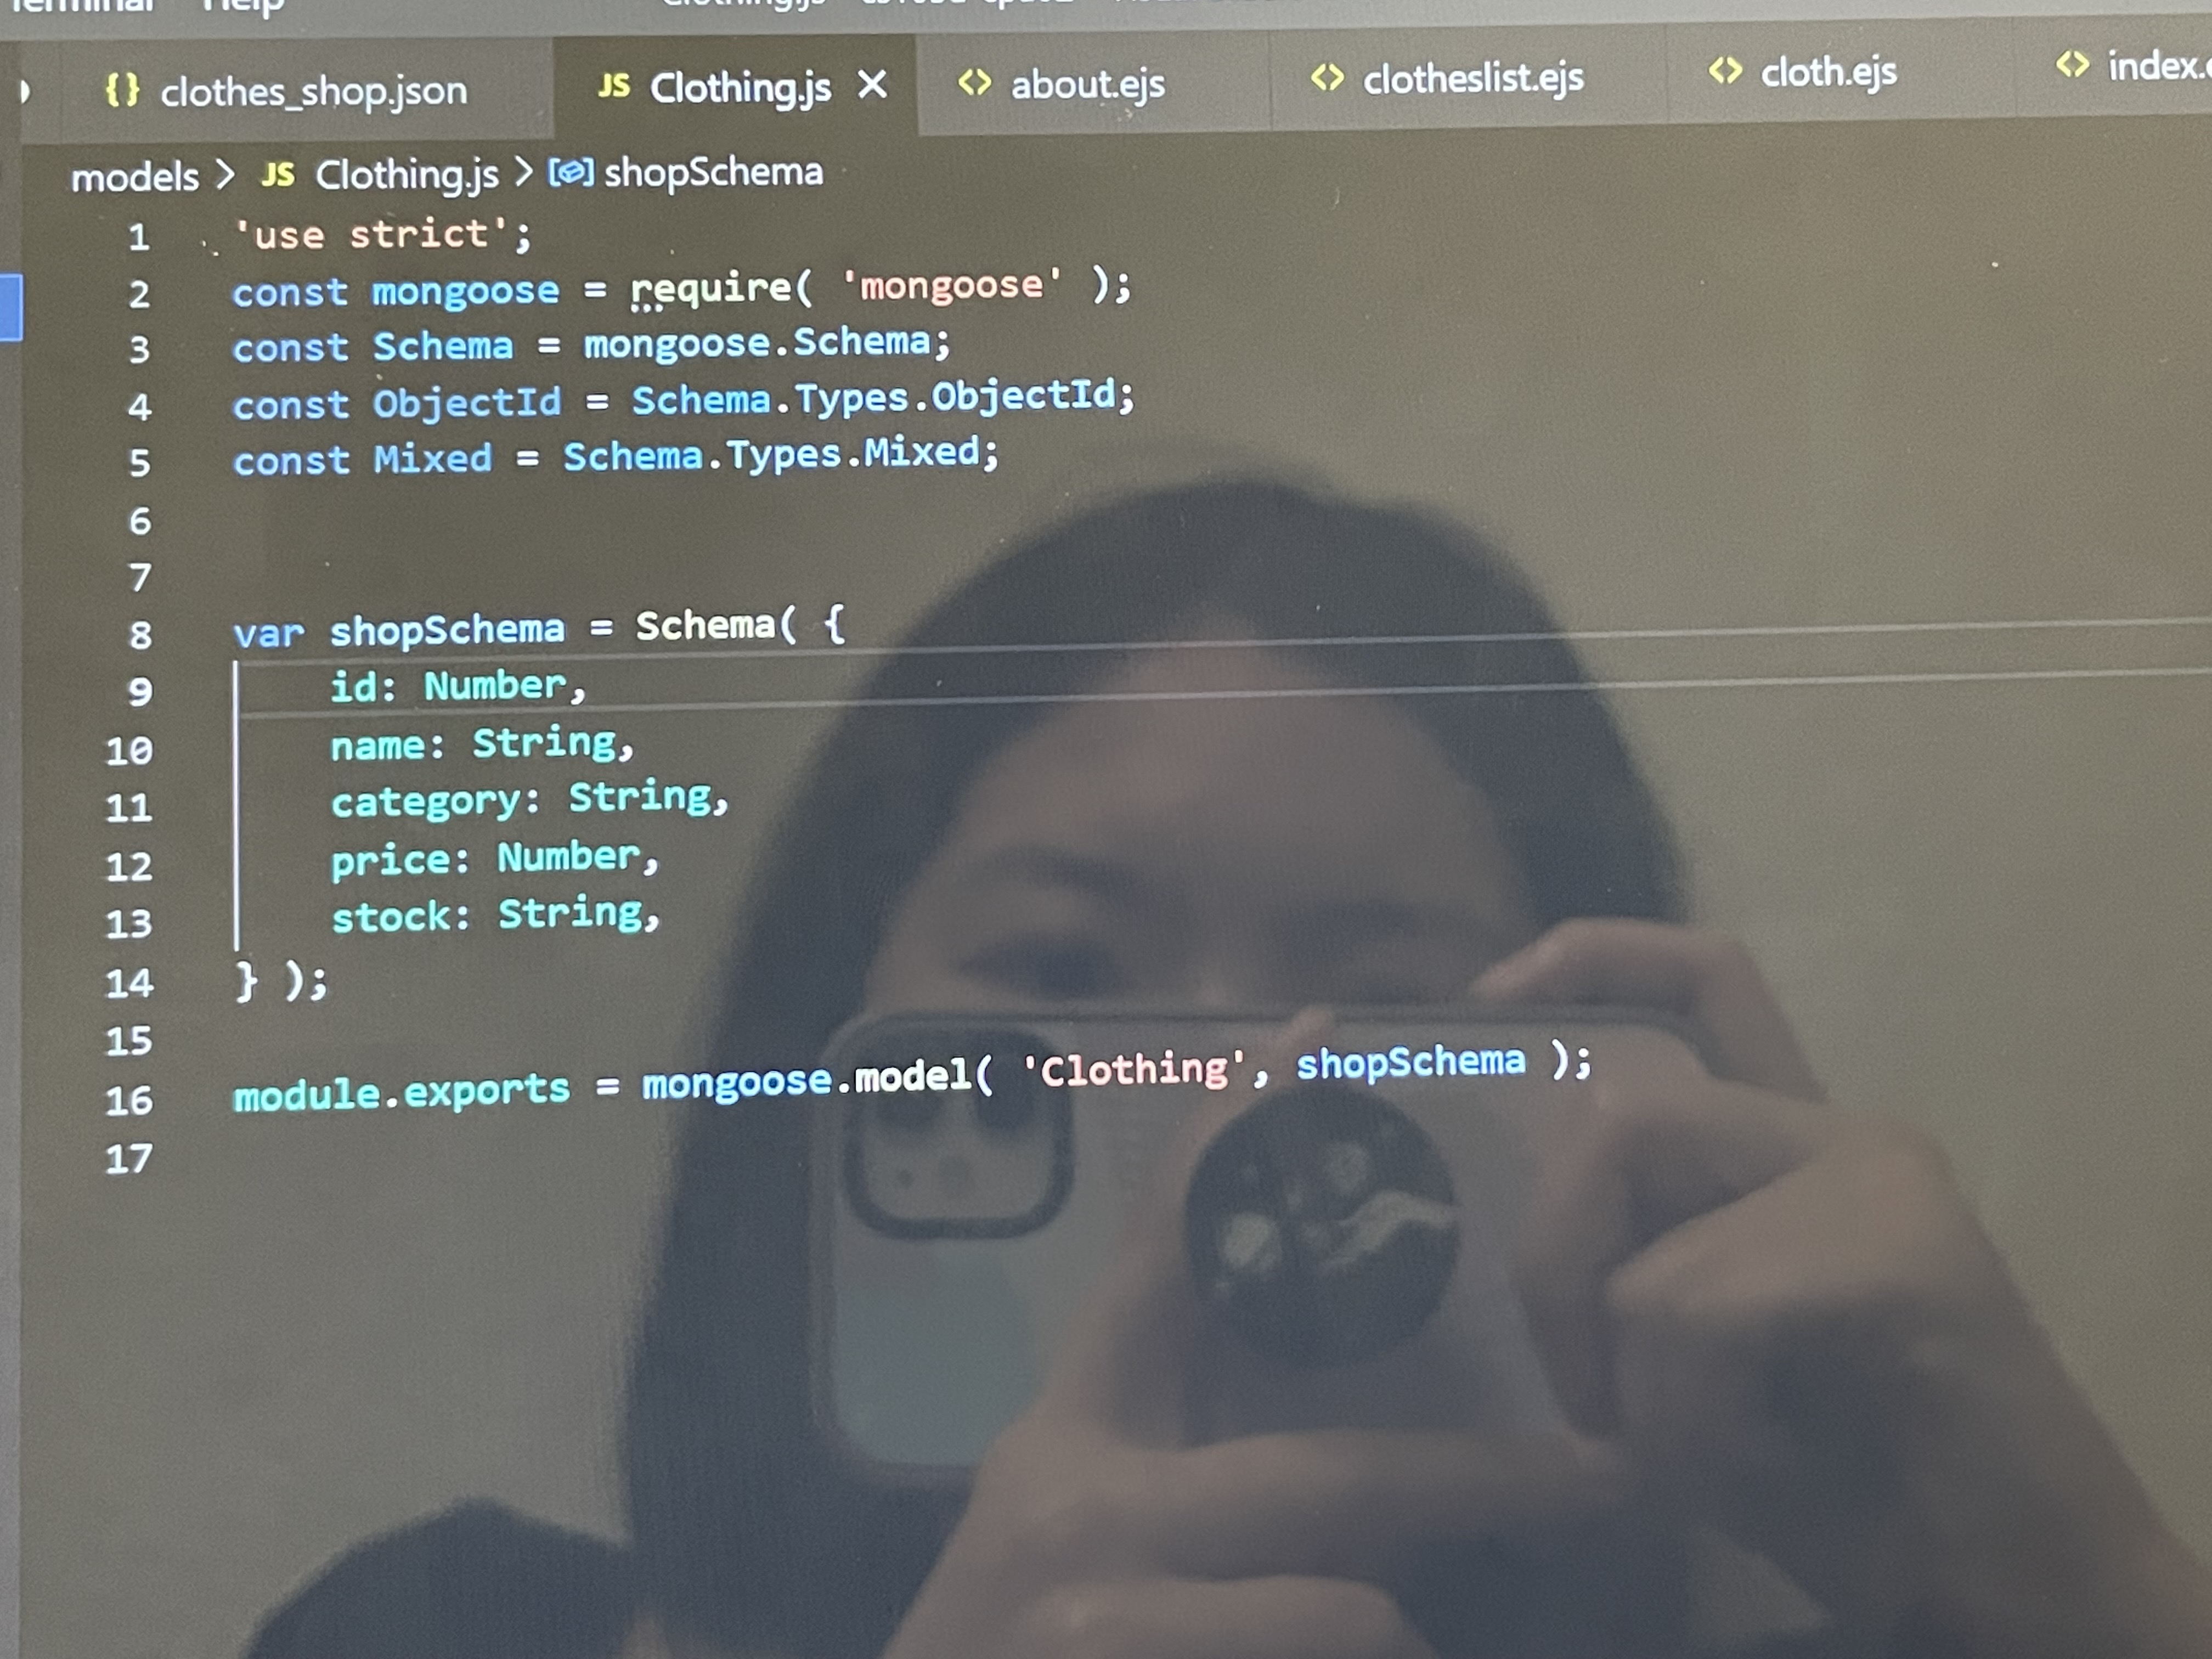 Help
clothes_shop.json JS Clothing.js about.ejs clotheslist.ejs cloth.ejs
models > JS Clothing.js > shopSchema
1 'use strict';
2 const mongoose = require( 'mongoose' );
3 const Schema = mongoose.Schema;
4 const ObjectId = Schema.Types.ObjectId;
5 const Mixed = Schema.Types.Mixed;
6
7
8 var shopSchema = Schema( {
9 id: Number,
10 name: String,
11 category: String,
12 price: Number,
13 stock: String,
14 } );
15
16 module.exports = mongoose.model( 'Clothing', shopSchema );
17